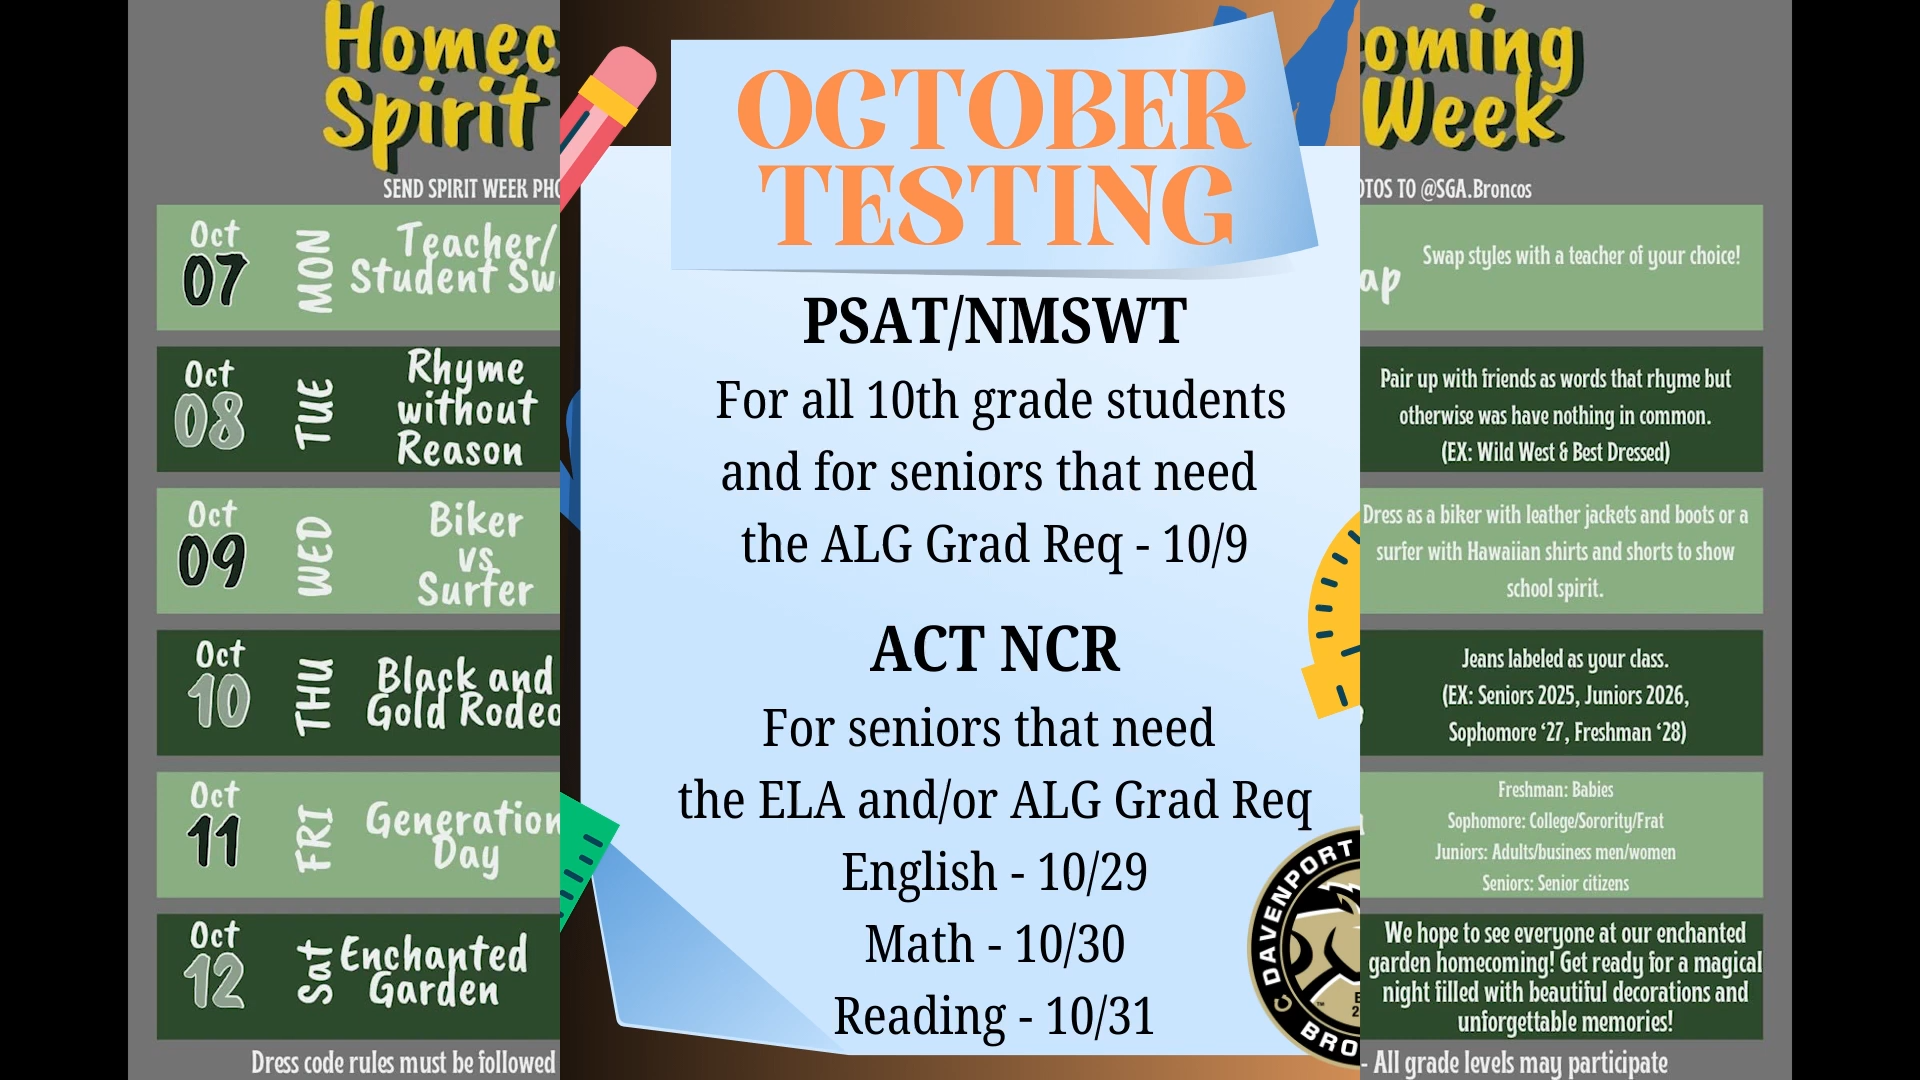 Homec
Spirit
SEND SPIRIT WEEK PHO
Oct
07
MON
Teacher/
Student Sw
Oct
08
TUE
Rhyme
without
Reason
Oct
09
WED
Biker
vs
Surfer
Oct
10
THU
Black and
Gold Rodeo
Oct
11
FRI
Generation
Day
Oct
12
Sat
Enchanted
Garden
Dress code rules must be followed
OCTOBER
TESTING
PSAT/NMSWT
For all 10th grade students
and for seniors that need
the ALG Grad Req - 10/9
ACT NCR
For seniors that need
the ELA and/or ALG Grad Req
English - 10/29
Math - 10/30
Reading - 10/31
DAVENPORT
BRO
oming
Week
OTOS TO @SGA.Broncos
ap
Swap styles with a teacher of your choice!
Pair up with friends as words that rhyme but
otherwise was have nothing in common.
(EX: Wild West & Best Dressed)
Dress as a biker with leather jackets and boots or a
surfer with Hawaiian shirts and shorts to show
school spirit.
Jeans labeled as your class.
(EX: Seniors 2025, Juniors 2026,
Sophomore ‘27, Freshman ‘28)
Freshman: Babies
Sophomore: College/Sorority/Frat
Juniors: Adults/business men/women
Seniors: Senior citizens
We hope to see everyone at our enchanted
garden homecoming! Get ready for a magical
night filled with beautiful decorations and
unforgettable memories!
- All grade levels may participate